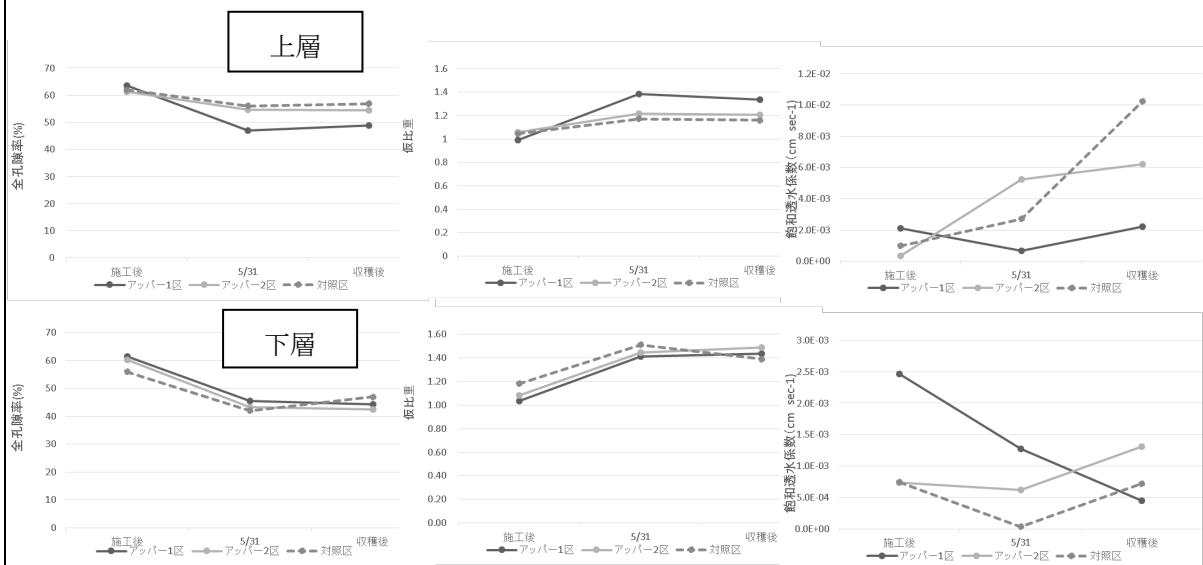 上層
全孔隙率(%)
70
60
50
40
30
20
10
0
施工後 5/31 収穫後
アッパー1区 アッパー2区 対照区
仮比重
1.6
1.4
1.2
1
0.8
0.6
0.4
0.2
0
施工後 5/31 収穫後
アッパー1区 アッパー2区 対照区
飽和透水係数(cm sec-1)
1.2E-02
1.0E-02
8.0E-03
6.0E-03
4.0E-03
2.0E-03
0.0E+00
施工後 5/31 収穫後
アッパー1区 アッパー2区 対照区
下層
全孔隙率(%)
70
60
50
40
30
20
10
0
施工後 5/31 収穫後
アッパー1区 アッパー2区 対照区
仮比重
1.60
1.40
1.20
1.00
0.80
0.60
0.40
0.20
0.00
施工後 5/31 収穫後
アッパー1区 アッパー2区 対照区
飽和透水係数(cm sec-1)
3.0E-03
2.5E-03
2.0E-03
1.5E-03
1.0E-03
5.0E-04
0.0E+00
施工後 5/31 収穫後
アッパー1区 アッパー2区 対照区